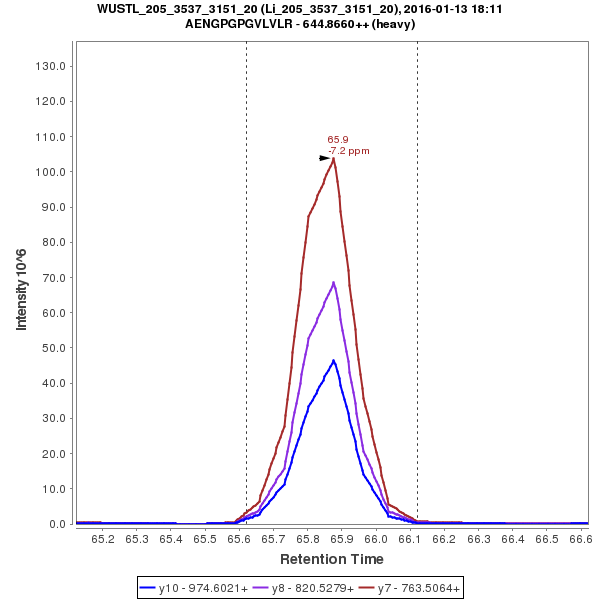 WUSTL_205_3537_3151_20 (Li_205_3537_3151_20), 2016-01-13 18:11
AENGPGPGVLVLR - 644.8660++ (heavy)
130.0
120.0
110.0
100.0
90.0
80.0
70.0
60.0
50.0
40.0
30.0
20.0
10.0
0.0
Intensity 10^6
65.9
-7.2 ppm
65.2 65.3 65.4 65.5 65.6 65.7 65.8 65.9 66.0 66.1 66.2 66.3 66.4 66.5 66.6
Retention Time
y10 - 974.6021+ y8 - 820.5279+ y7 - 763.5064+